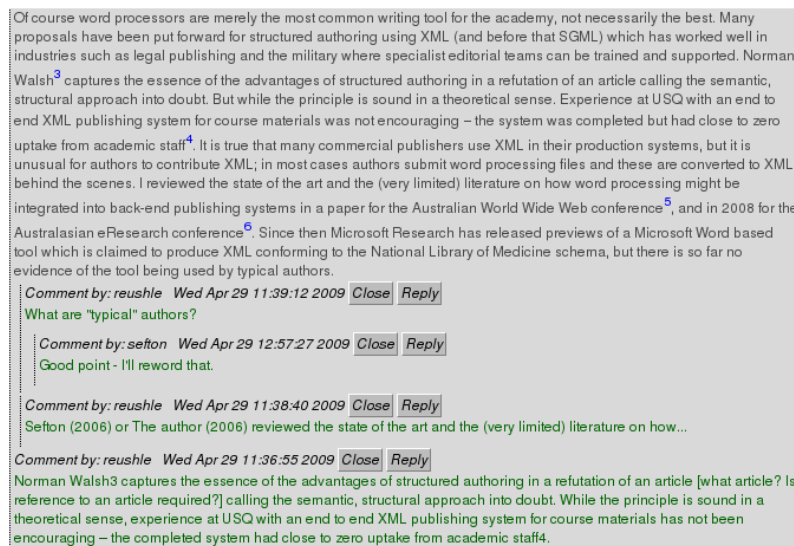 Of course word processors are merely the most common writing tool for the academy, not necessarily the best. Many
proposals have been put forward for structured authoring using XML (and before that SGML) which has worked well in
industries such as legal publishing and the military where specialist editorial teams can be trained and supported. Norman
Walsh3 captures the essence of the advantages of structured authoring in a refutation of an article calling the semantic,
structural approach into doubt. But while the principle is sound in a theoretical sense. Experience at USQ with an end to
end XML publishing system for course materials was not encouraging – the system was completed but had close to zero
uptake from academic staff4. It is true that many commercial publishers use XML in their production systems, but it is
unusual for authors to contribute XML; in most cases authors submit word processing files and these are converted to XML
behind the scenes. I reviewed the state of the art and the (very limited) literature on how word processing might be
integrated into back-end publishing systems in a paper for the Australian World Wide Web conference5, and in 2008 for the
Australasian eResearch conference6. Since then Microsoft Research has released previews of a Microsoft Word based
tool which is claimed to produce XML conforming to the National Library of Medicine schema, but there is so far no
evidence of the tool being used by typical authors.
Comment by: reushle Wed Apr 29 11:39:12 2009 Close Reply
What are "typical" authors?
Comment by: sefton Wed Apr 29 12:57:27 2009 Close Reply
Good point - I'll reword that.
Comment by: reushle Wed Apr 29 11:38:40 2009 Close Reply
Sefton (2006) or The author (2006) reviewed the state of the art and the (very limited) literature on how...
Comment by: reushle Wed Apr 29 11:36:55 2009 Close Reply
Norman Walsh3 captures the essence of the advantages of structured authoring in a refutation of an article [what article? Is
reference to an article required?] calling the semantic, structural approach into doubt. While the principle is sound in a
theoretical sense, experience at USQ with an end to end XML publishing system for course materials has not been
encouraging – the completed system had close to zero uptake from academic staff4.